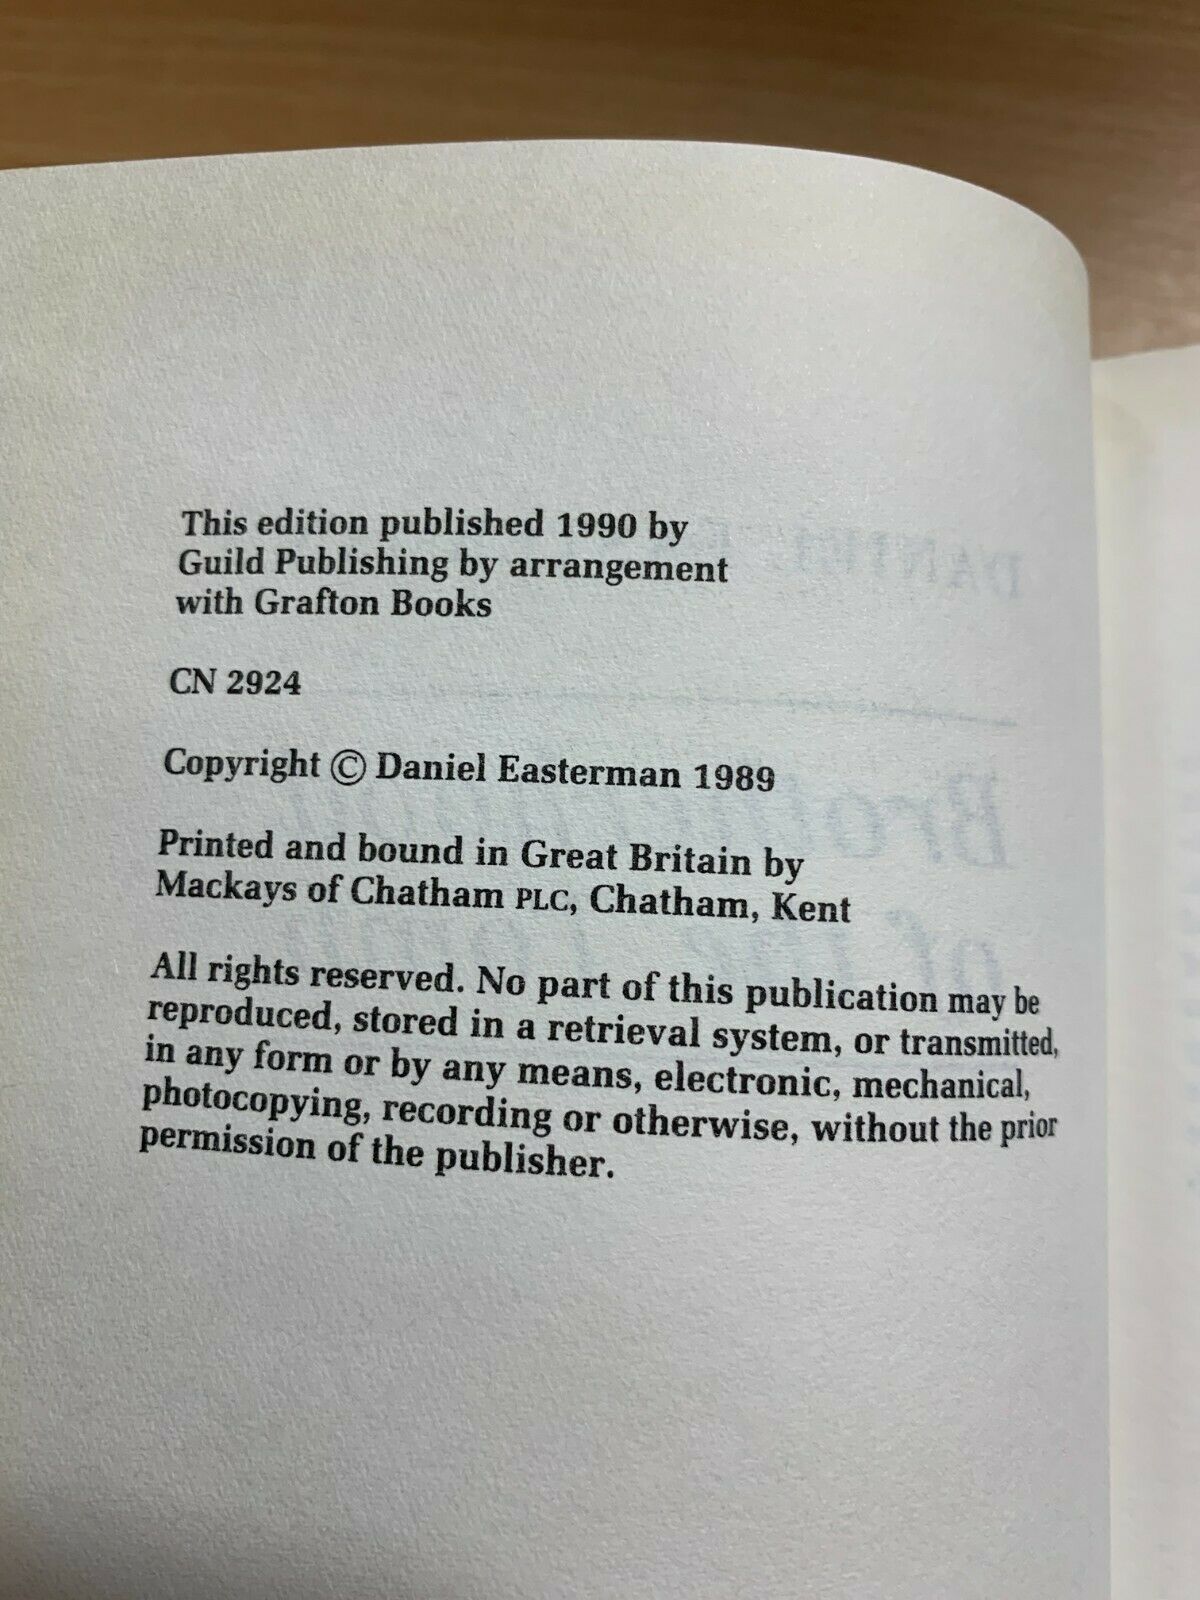 This edition published 1990 by
Guild Publishing by arrangement
with Grafton Books
CN 2924
Copyright © Daniel Easterman 1989
Printed and bound in Great Britain by
Mackays of Chatham PLC, Chatham, Kent
All rights reserved. No part of this publication may be
reproduced, stored in a retrieval system, or transmitted,
in any form or by any means, electronic, mechanical,
photocopying, recording or otherwise, without the prior
permission of the publisher.